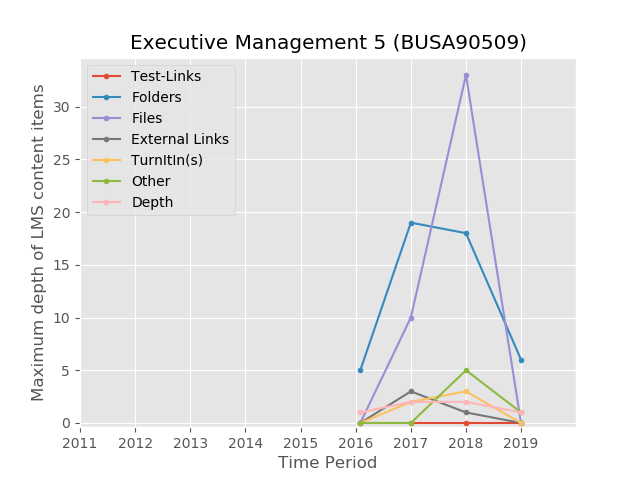 Executive Management 5 (BUSA90509)
Test-Links
Folders
Files
External Links
TurnItIn(s)
Other
Depth
Maximum depth of LMS content items
30
25
20
15
10
5
0
2011 2012 2013 2014 2015 2016 2017 2018 2019
Time Period